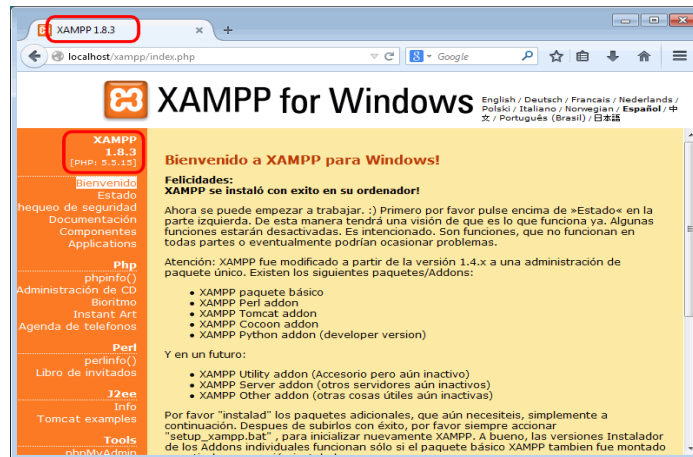 XAMPP 1.8.3
localhost/xampp/index.php
Google
XAMPP for Windows
English / Deutsch / Francais / Nederlands /
Polski / Italiano / Norwegian / Español / 中
文 / Português (Brasil) / 日本語
XAMPP
1.8.3
[PHP: 5.5.15]
Bienvenido
Estado
hequeo de seguridad
Documentación
Componentes
Applications
Php
phpinfo()
Administración de CD
Bioritmo
Instant Art
Agenda de telefonos
Perl
perlinfo()
Libro de invitados
J2ee
Info
Tomcat examples
Tools
phpMyAdmin
Bienvenido a XAMPP para Windows!
Felicidades:
XAMPP se instaló con exito en su ordenador!
Ahora se puede empezar a trabajar. :) Primero por favor pulse encima de »Estado« en la
parte izquierda. De esta manera tendrá una visión de que es lo que funciona ya. Algunas
funciones estarán desactivadas. Es intencionado. Son funciones, que no funcionan en
todas partes o eventualmente podrían ocasionar problemas.
Atención: XAMPP fue modificado a partir de la versión 1.4.x a una administración de
paquete único. Existen los siguientes paquetes/Addons:
• XAMPP paquete básico
• XAMPP Perl addon
• XAMPP Tomcat addon
• XAMPP Cocoon addon
• XAMPP Python addon (developer version)
Y en un futuro:
• XAMPP Utility addon (Accesorio pero aún inactivo)
• XAMPP Server addon (otros servidores aún inactivos)
• XAMPP Other addon (otras cosas útiles aún inactivas)
Por favor "instalad" los paquetes adicionales, que aún necesiteis, simplemente a
continuación. Despues de subirlos con éxito, por favor siempre accionar
"setup_xampp.bat" , para inicializar nuevamente XAMPP. A bueno, las versiones Instalador
de los Addons individuales funcionan sólo si el paquete básico XAMPP tambien fue montado